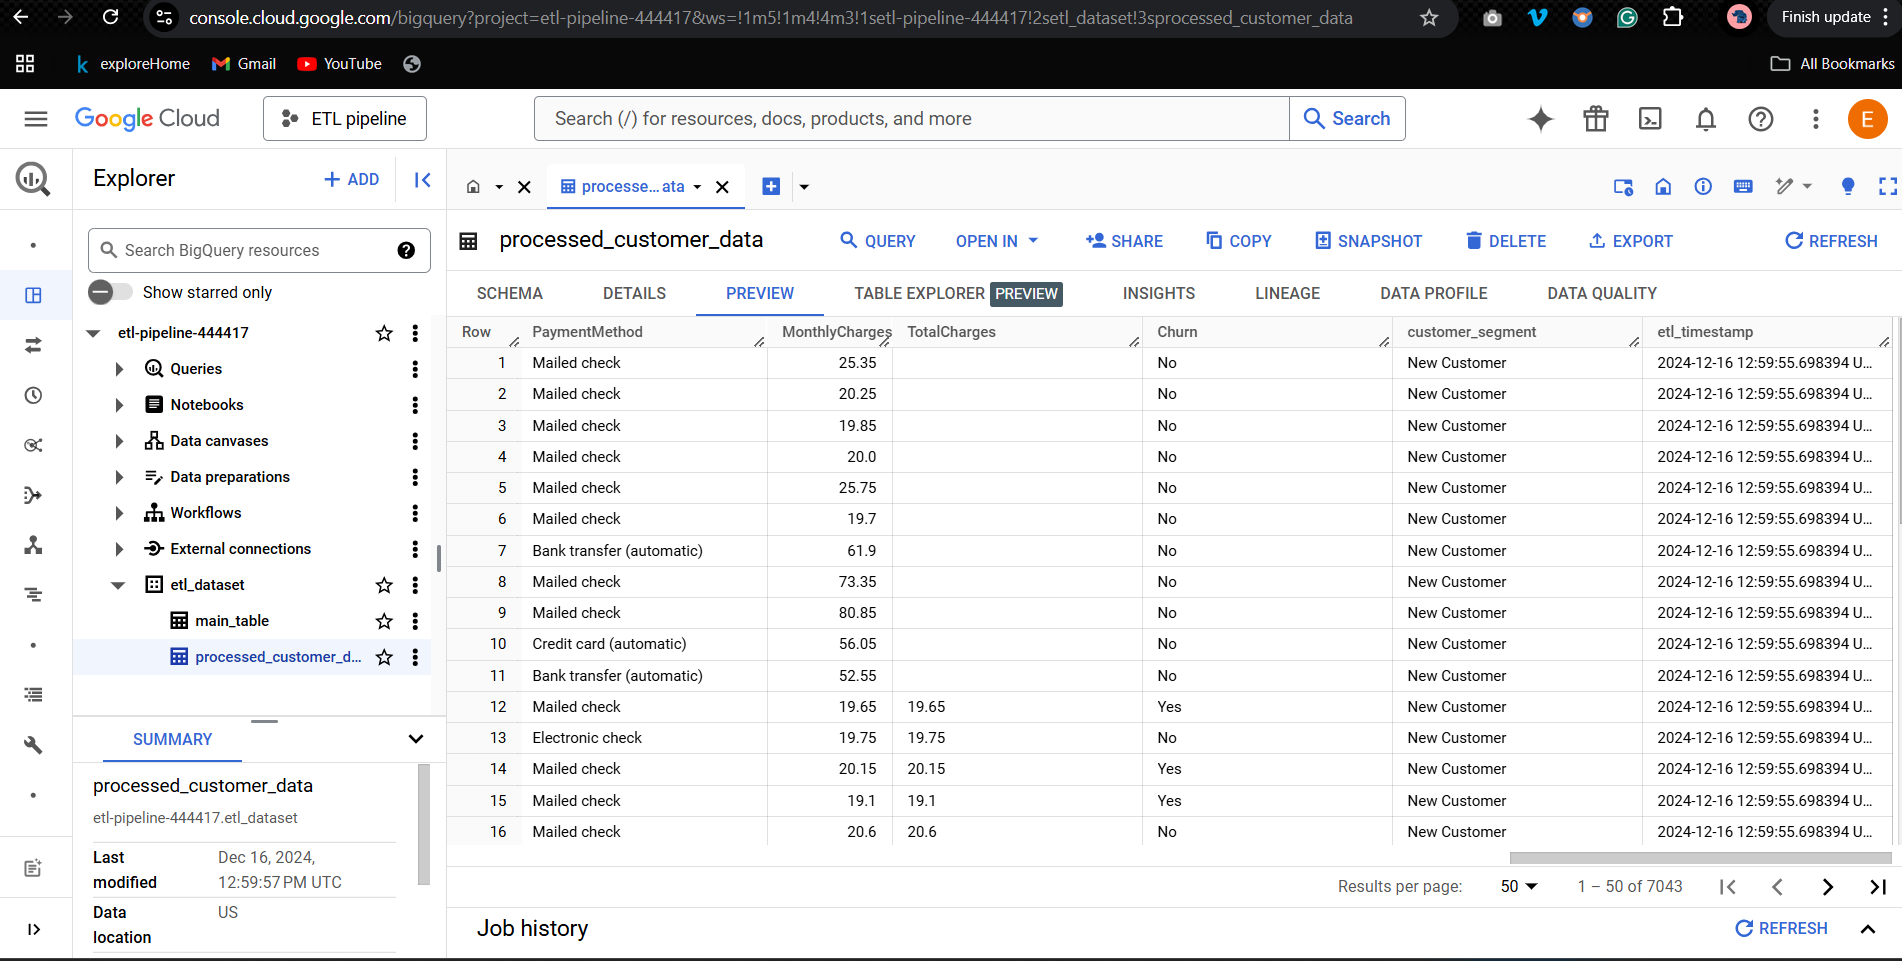 console.cloud.google.com/bigquery?project=etl-pipeline-444417&ws=!1m5!1m4!4m3!1setl-pipeline-444417!2setl_dataset!3sprocessed_customer_data
Finish update
exploreHome Gmail YouTube All Bookmarks
Google Cloud ETL pipeline Search (/) for resources, docs, products, and more Search E
Explorer + ADD
processe... ata
Search BigQuery resources
Show starred only
etl-pipeline-444417
Queries
Notebooks
Data canvases
Data preparations
Workflows
External connections
etl_dataset
main_table
processed_customer_d...
SUMMARY
processed_customer_data
etl-pipeline-444417.etl_dataset
Last modified Dec 16, 2024, 12:59:57 PM UTC
Data location US
processed_customer_data QUERY OPEN IN SHARE COPY SNAPSHOT DELETE EXPORT REFRESH
SCHEMA DETAILS PREVIEW TABLE EXPLORER PREVIEW INSIGHTS LINEAGE DATA PROFILE DATA QUALITY
Row PaymentMethod MonthlyCharges TotalCharges Churn customer_segment etl_timestamp
1 Mailed check 25.35 No New Customer 2024-12-16 12:59:55.698394 U...
2 Mailed check 20.25 No New Customer 2024-12-16 12:59:55.698394 U...
3 Mailed check 19.85 No New Customer 2024-12-16 12:59:55.698394 U...
4 Mailed check 20.0 No New Customer 2024-12-16 12:59:55.698394 U...
5 Mailed check 25.75 No New Customer 2024-12-16 12:59:55.698394 U...
6 Mailed check 19.7 No New Customer 2024-12-16 12:59:55.698394 U...
7 Bank transfer (automatic) 61.9 No New Customer 2024-12-16 12:59:55.698394 U...
8 Mailed check 73.35 No New Customer 2024-12-16 12:59:55.698394 U...
9 Mailed check 80.85 No New Customer 2024-12-16 12:59:55.698394 U...
10 Credit card (automatic) 56.05 No New Customer 2024-12-16 12:59:55.698394 U...
11 Bank transfer (automatic) 52.55 No New Customer 2024-12-16 12:59:55.698394 U...
12 Mailed check 19.65 19.65 Yes New Customer 2024-12-16 12:59:55.698394 U...
13 Electronic check 19.75 19.75 No New Customer 2024-12-16 12:59:55.698394 U...
14 Mailed check 20.15 20.15 Yes New Customer 2024-12-16 12:59:55.698394 U...
15 Mailed check 19.1 19.1 Yes New Customer 2024-12-16 12:59:55.698394 U...
16 Mailed check 20.6 20.6 No New Customer 2024-12-16 12:59:55.698394 U...
Results per page: 50 1 – 50 of 7043
Job history REFRESH